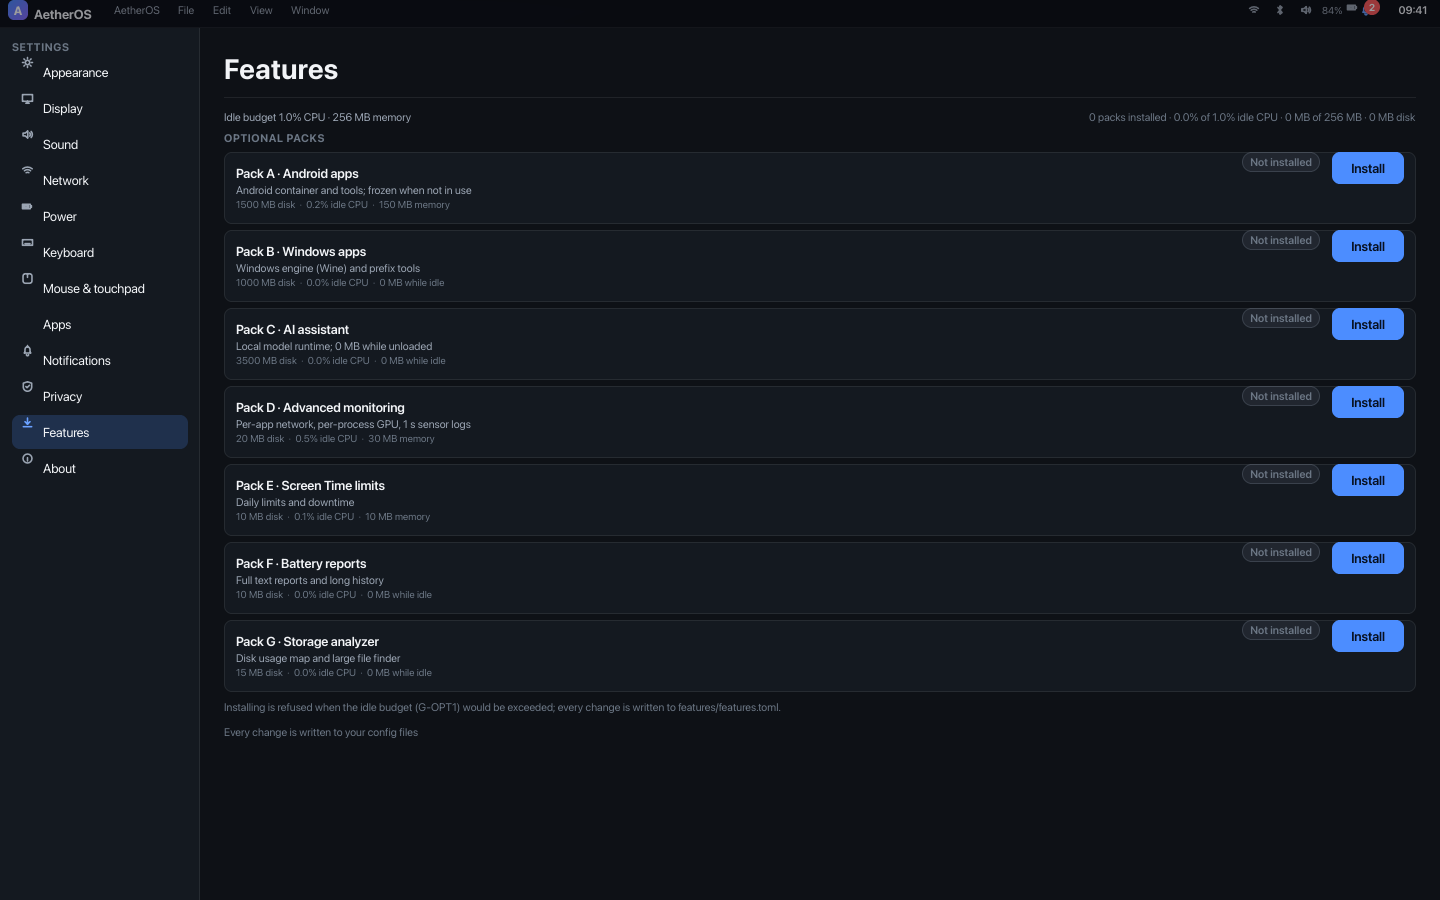 A AetherOS AetherOS File Edit View Window 84% 2 09:41
SETTINGS
Appearance
Display
Sound
Network
Power
Keyboard
Mouse & touchpad
Apps
Notifications
Privacy
Features
About
Features
Idle budget 1.0% CPU · 256 MB memory 0 packs installed · 0.0% of 1.0% idle CPU · 0 MB of 256 MB · 0 MB disk
OPTIONAL PACKS
Pack A · Android apps Not installed Install
Android container and tools; frozen when not in use
1500 MB disk · 0.2% idle CPU · 150 MB memory
Pack B · Windows apps Not installed Install
Windows engine (Wine) and prefix tools
1000 MB disk · 0.0% idle CPU · 0 MB while idle
Pack C · AI assistant Not installed Install
Local model runtime; 0 MB while unloaded
3500 MB disk · 0.0% idle CPU · 0 MB while idle
Pack D · Advanced monitoring Not installed Install
Per-app network, per-process GPU, 1 s sensor logs
20 MB disk · 0.5% idle CPU · 30 MB memory
Pack E · Screen Time limits Not installed Install
Daily limits and downtime
10 MB disk · 0.1% idle CPU · 10 MB memory
Pack F · Battery reports Not installed Install
Full text reports and long history
10 MB disk · 0.0% idle CPU · 0 MB while idle
Pack G · Storage analyzer Not installed Install
Disk usage map and large file finder
15 MB disk · 0.0% idle CPU · 0 MB while idle
Installing is refused when the idle budget (G-OPT1) would be exceeded; every change is written to features/features.toml.
Every change is written to your config files